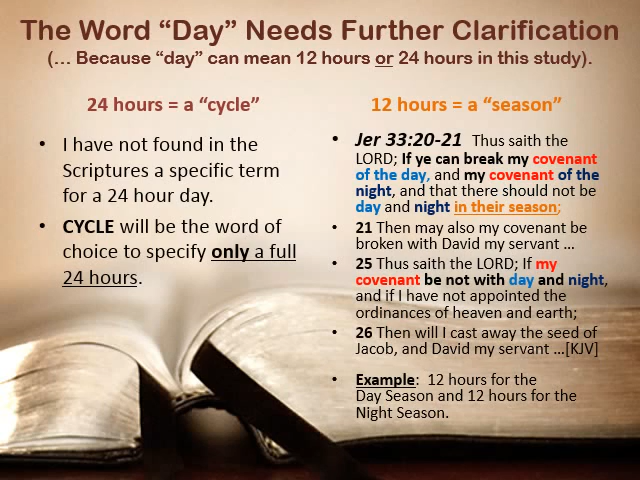 The Word “Day” Needs Further Clarification
(… Because “day” can mean 12 hours or 24 hours in this study).
24 hours = a “cycle”
• I have not found in the
Scriptures a specific term
for a 24 hour day.
• CYCLE will be the word of
choice to specify only a full
24 hours.
12 hours = a “season”
• Jer 33:20-21 Thus saith the
LORD; If ye can break my covenant
of the day, and my covenant of the
night, and that there should not be
day and night in their season;
• 21 Then may also my covenant be
broken with David my servant …
• 25 Thus saith the LORD; If my
covenant be not with day and night,
and if I have not appointed the
ordinances of heaven and earth;
• 26 Then will I cast away the seed of
Jacob, and David my servant …[KJV]
• Example: 12 hours for the
Day Season and 12 hours for the
Night Season.